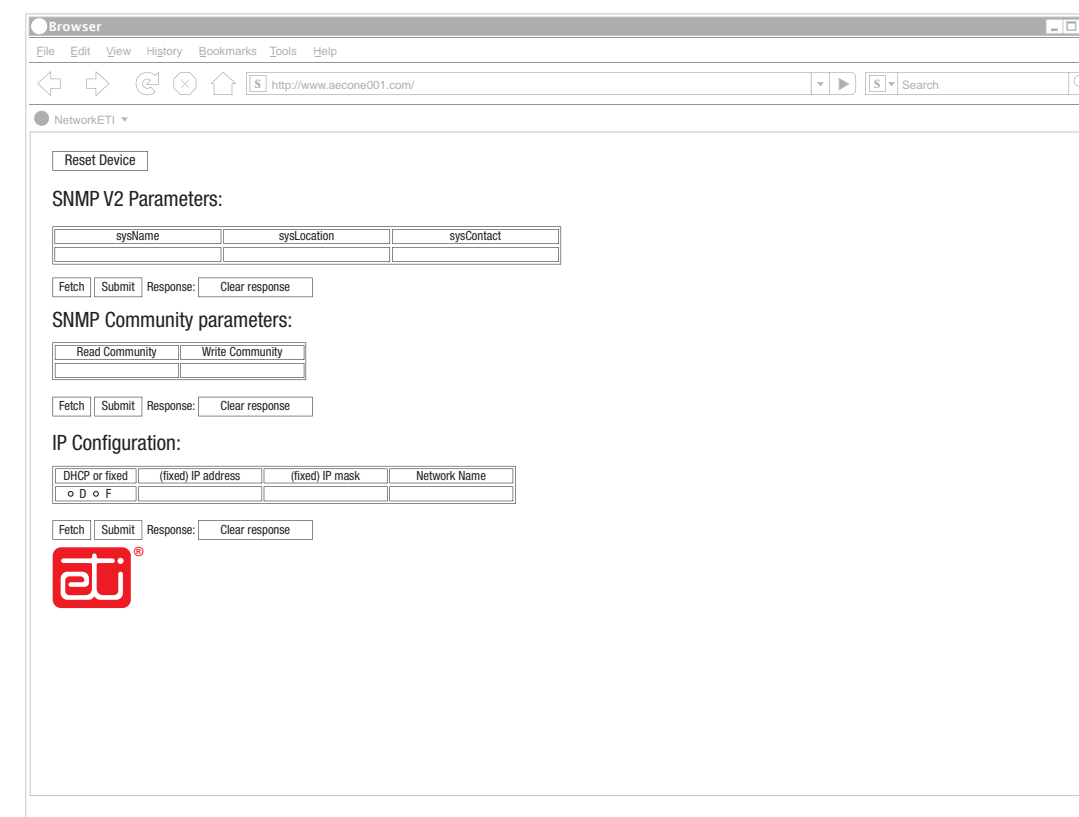 Browser
File Edit View History Bookmarks Tools Help
S http://www.aecone001.com/ S Search
NetworkETI
Reset Device
SNMP V2 Parameters:
sysName sysLocation sysContact
Fetch Submit Response: Clear response
SNMP Community parameters:
Read Community Write Community
Fetch Submit Response: Clear response
IP Configuration:
DHCP or fixed (fixed) IP address (fixed) IP mask Network Name
D F
Fetch Submit Response: Clear response
eti ®